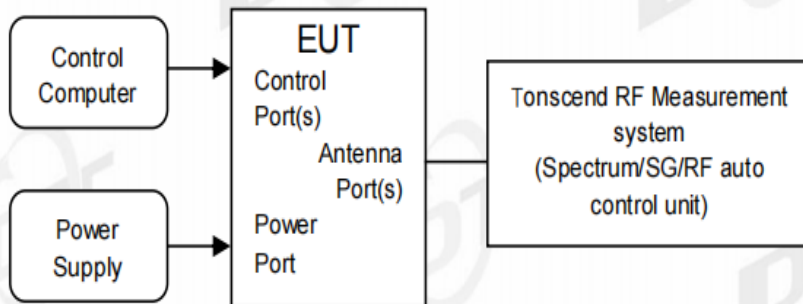 Control
Computer
Power
Supply
EUT
Control
Port(s)
Antenna
Port(s)
Power
Port
Tonscend RF Measurement
system
(Spectrum/SG/RF auto
control unit)